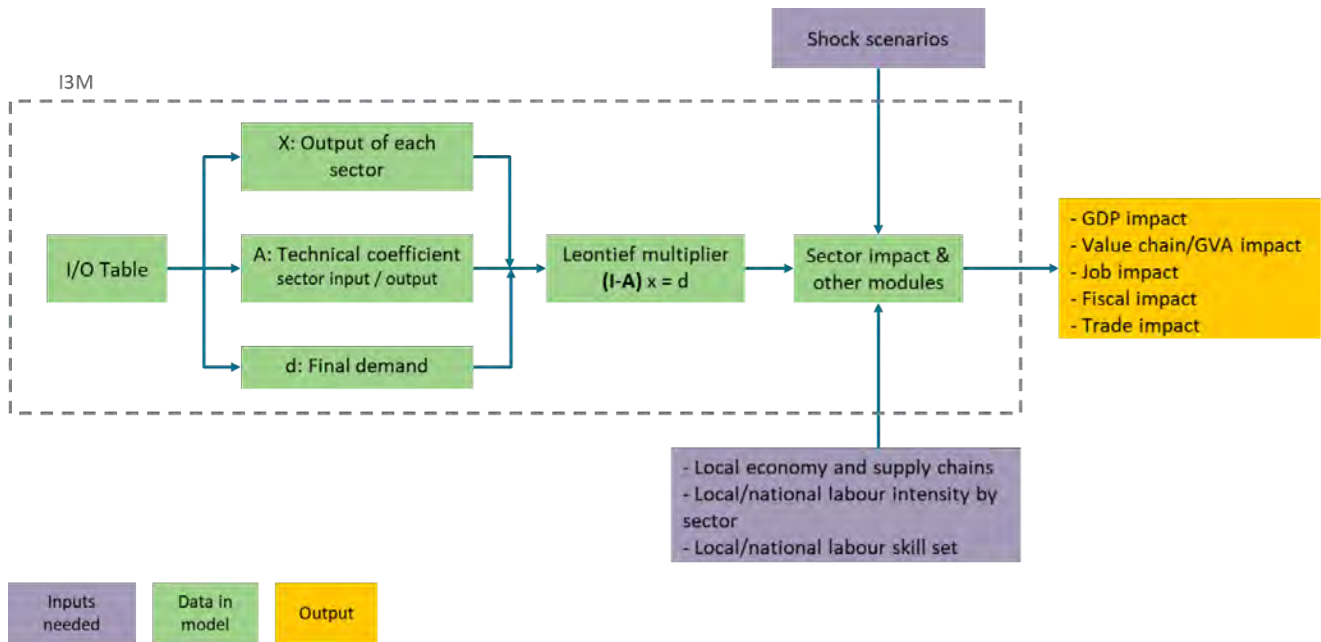 Shock scenarios
I3M
X: Output of each
sector
I/O Table
A: Technical coefficient
sector input / output
Leontief multiplier
(I-A) x = d
Sector impact &
other modules
d: Final demand
- GDP impact
- Value chain/GVA impact
- Job impact
- Fiscal impact
- Trade impact
- Local economy and supply chains
- Local/national labour intensity by
sector
- Local/national labour skill set
Inputs
needed
Data in
model
Output